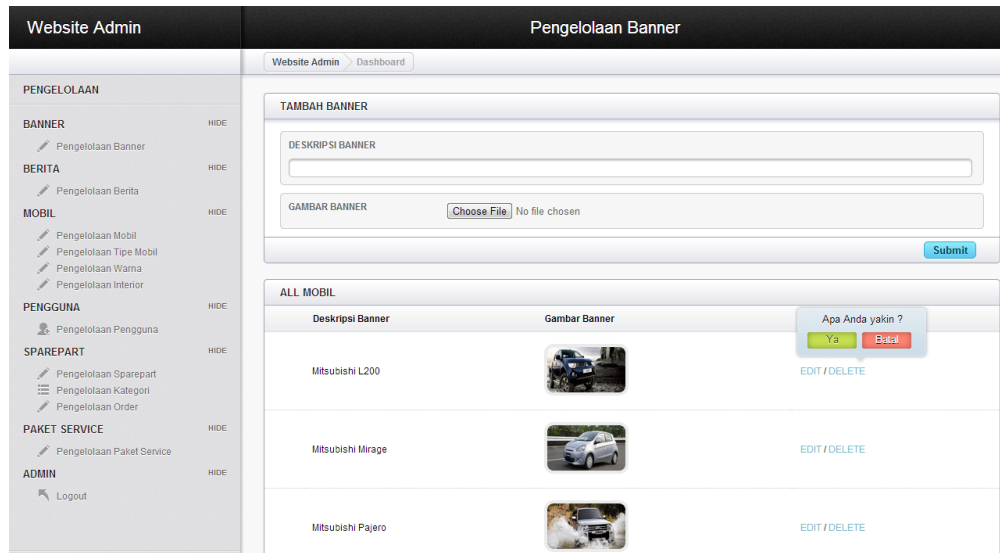 Website Admin
Pengelolaan Banner
Website Admin
Dashboard
PENGELOLAAN
BANNER HIDE
Pengelolaan Banner
BERITA HIDE
Pengelolaan Berita
MOBIL HIDE
Pengelolaan Mobil
Pengelolaan Tipe Mobil
Pengelolaan Warna
Pengelolaan Interior
PENGGUNA HIDE
Pengelolaan Pengguna
SPAREPART HIDE
Pengelolaan Sparepart
Pengelolaan Kategori
Pengelolaan Order
PAKET SERVICE HIDE
Pengelolaan Paket Service
ADMIN HIDE
Logout
TAMBAH BANNER
DESKRIPSI BANNER
GAMBAR BANNER Choose File No file chosen
Submit
ALL MOBIL
Deskripsi Banner Gambar Banner
Apa Anda yakin ?
Ya Batal
Mitsubishi L200 EDIT / DELETE
Mitsubishi Mirage EDIT / DELETE
Mitsubishi Pajero EDIT / DELETE